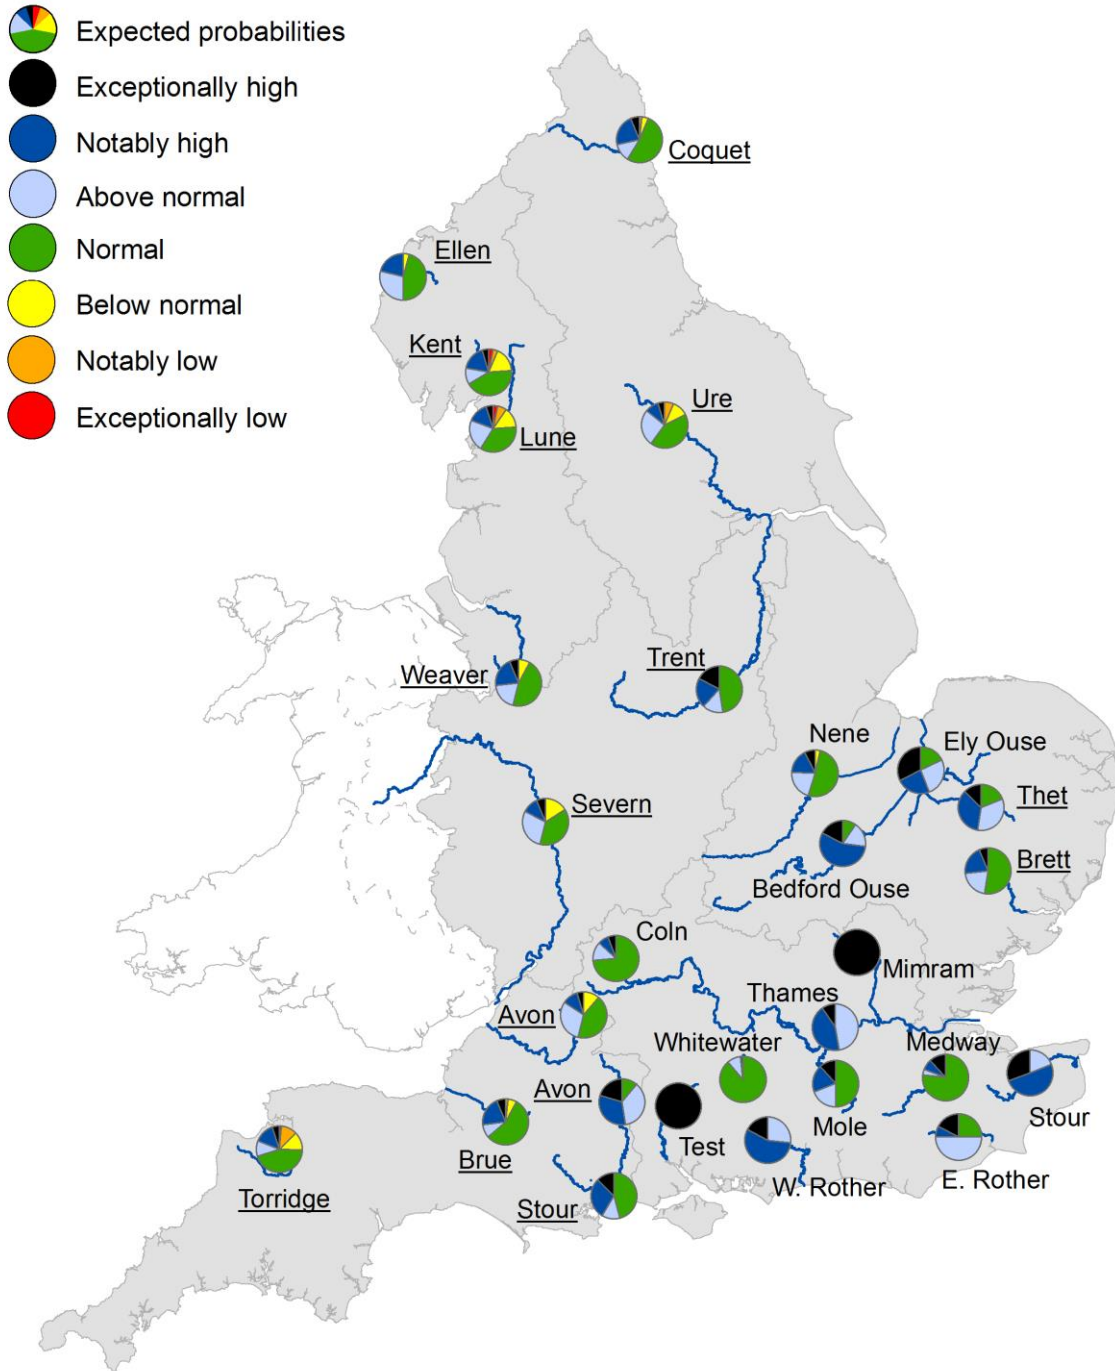 Expected probabilities
Exceptionally high
Notably high
Above normal
Normal
Below normal
Notably low
Exceptionally low
Coquet
Ellen
Kent
Ure
Lune
Weaver
Trent
Nene
Ely Ouse
Severn
Thet
Brett
Bedford Ouse
Coln
Mimram
Avon
Thames
Whitewater
Medway
Avon
Stour
Mole
Test
Brue
E. Rother
W. Rother
Torridge
Stour